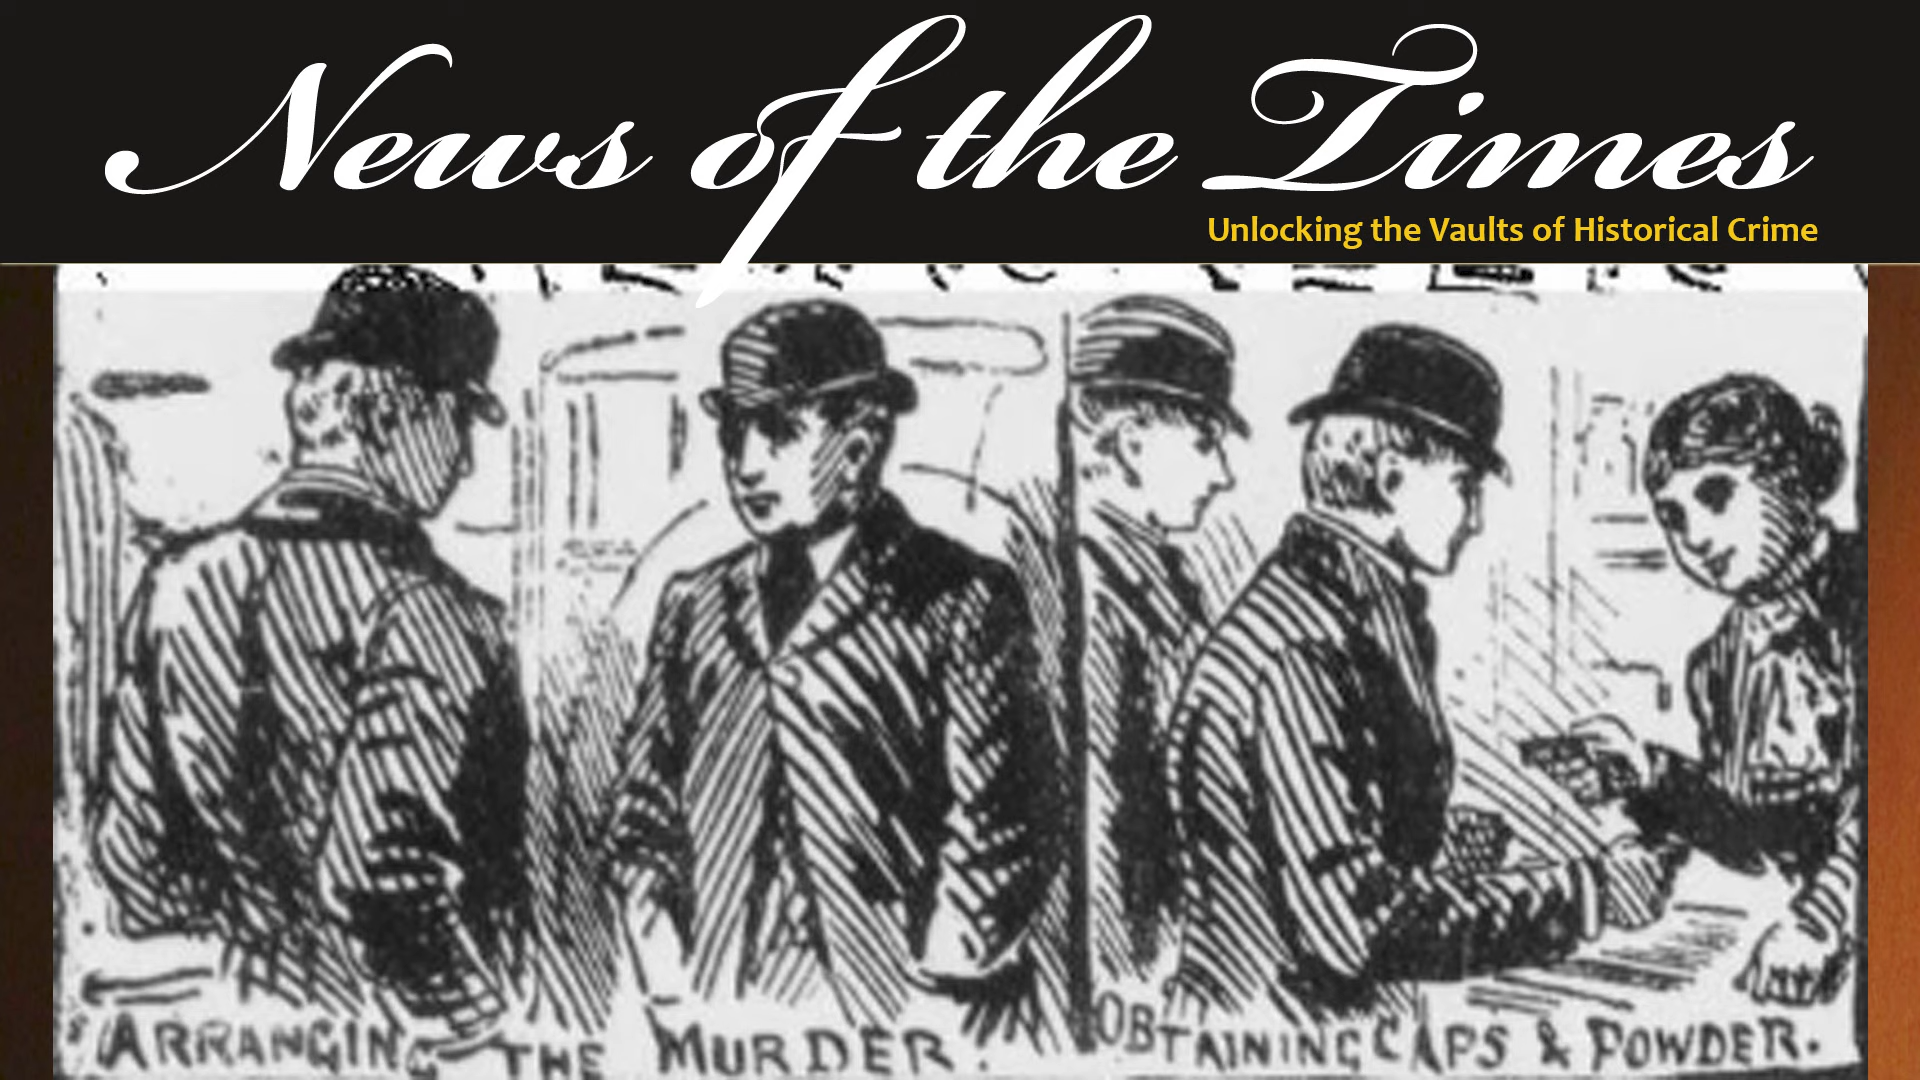 News of the Times
Unlocking the Vaults of Historical Crime
ARRANGING THE MURDER.
OBTAINING CAPS & POWDER.